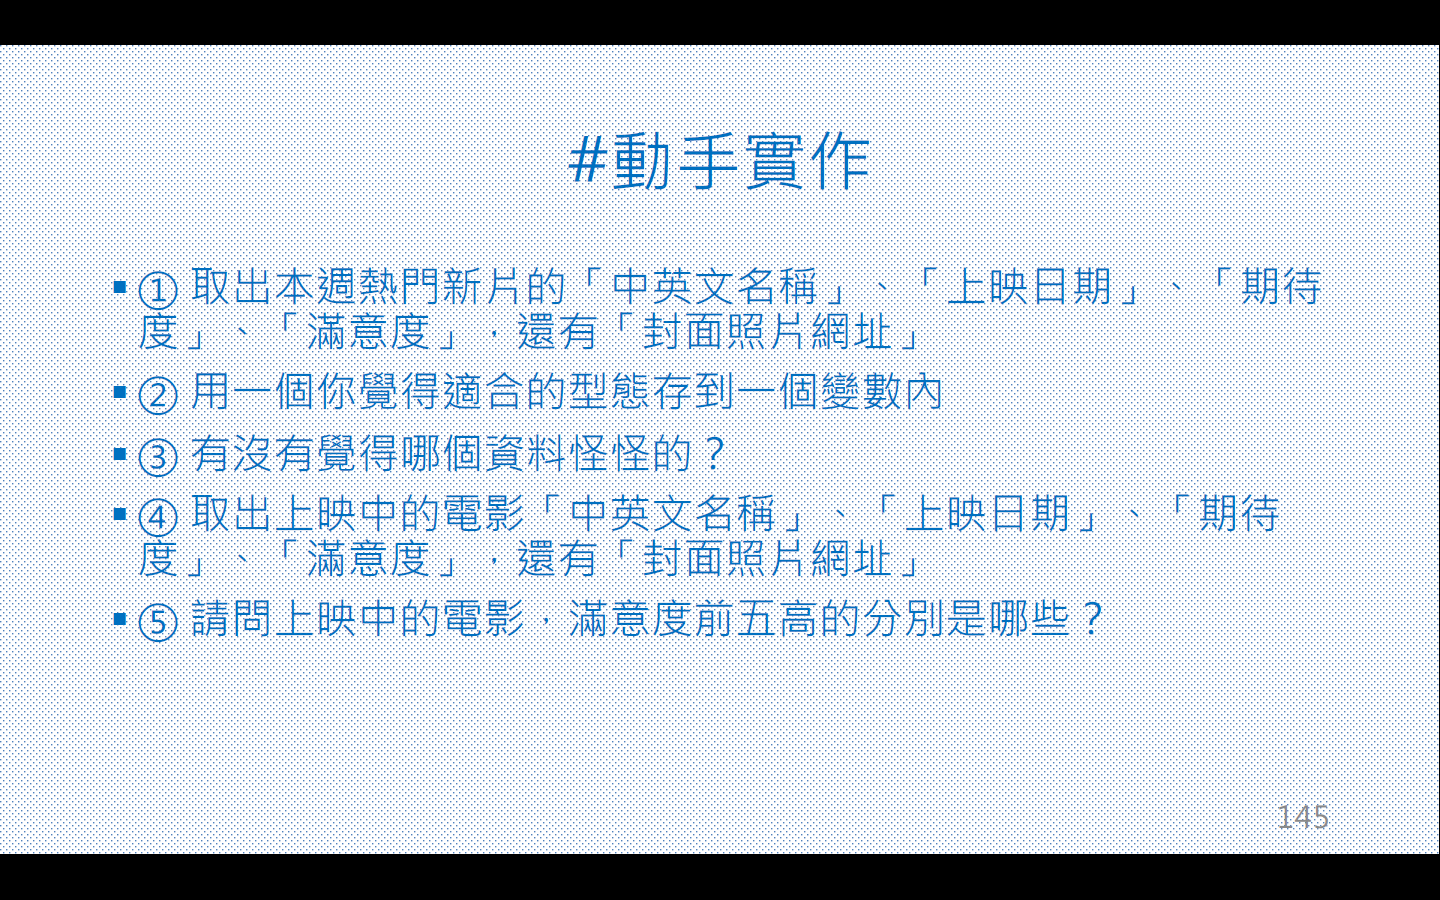 #動手實作
▪① 取出本週熱門新片的「中英文名稱」、「上映日期」、「期待
度」、「滿意度」，還有「封面照片網址」
▪② 用一個你覺得適合的型態存到一個變數內
▪③ 有沒有覺得哪個資料怪怪的？
▪④ 取出上映中的電影「中英文名稱」、「上映日期」、「期待
度」、「滿意度」，還有「封面照片網址」
▪⑤ 請問上映中的電影，滿意度前五高的分別是哪些？
145